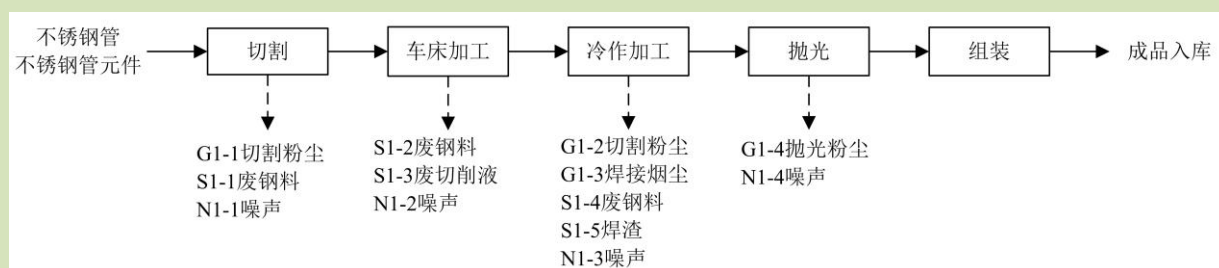 不锈钢管
不锈钢管元件
切割
车床加工
冷作加工
抛光
组装
成品入库
G1-1切割粉尘
S1-1废钢料
N1-1噪声
S1-2废钢料
S1-3废切削液
N1-2噪声
G1-2切割粉尘
G1-3焊接烟尘
S1-4废钢料
S1-5焊渣
N1-3噪声
G1-4抛光粉尘
N1-4噪声